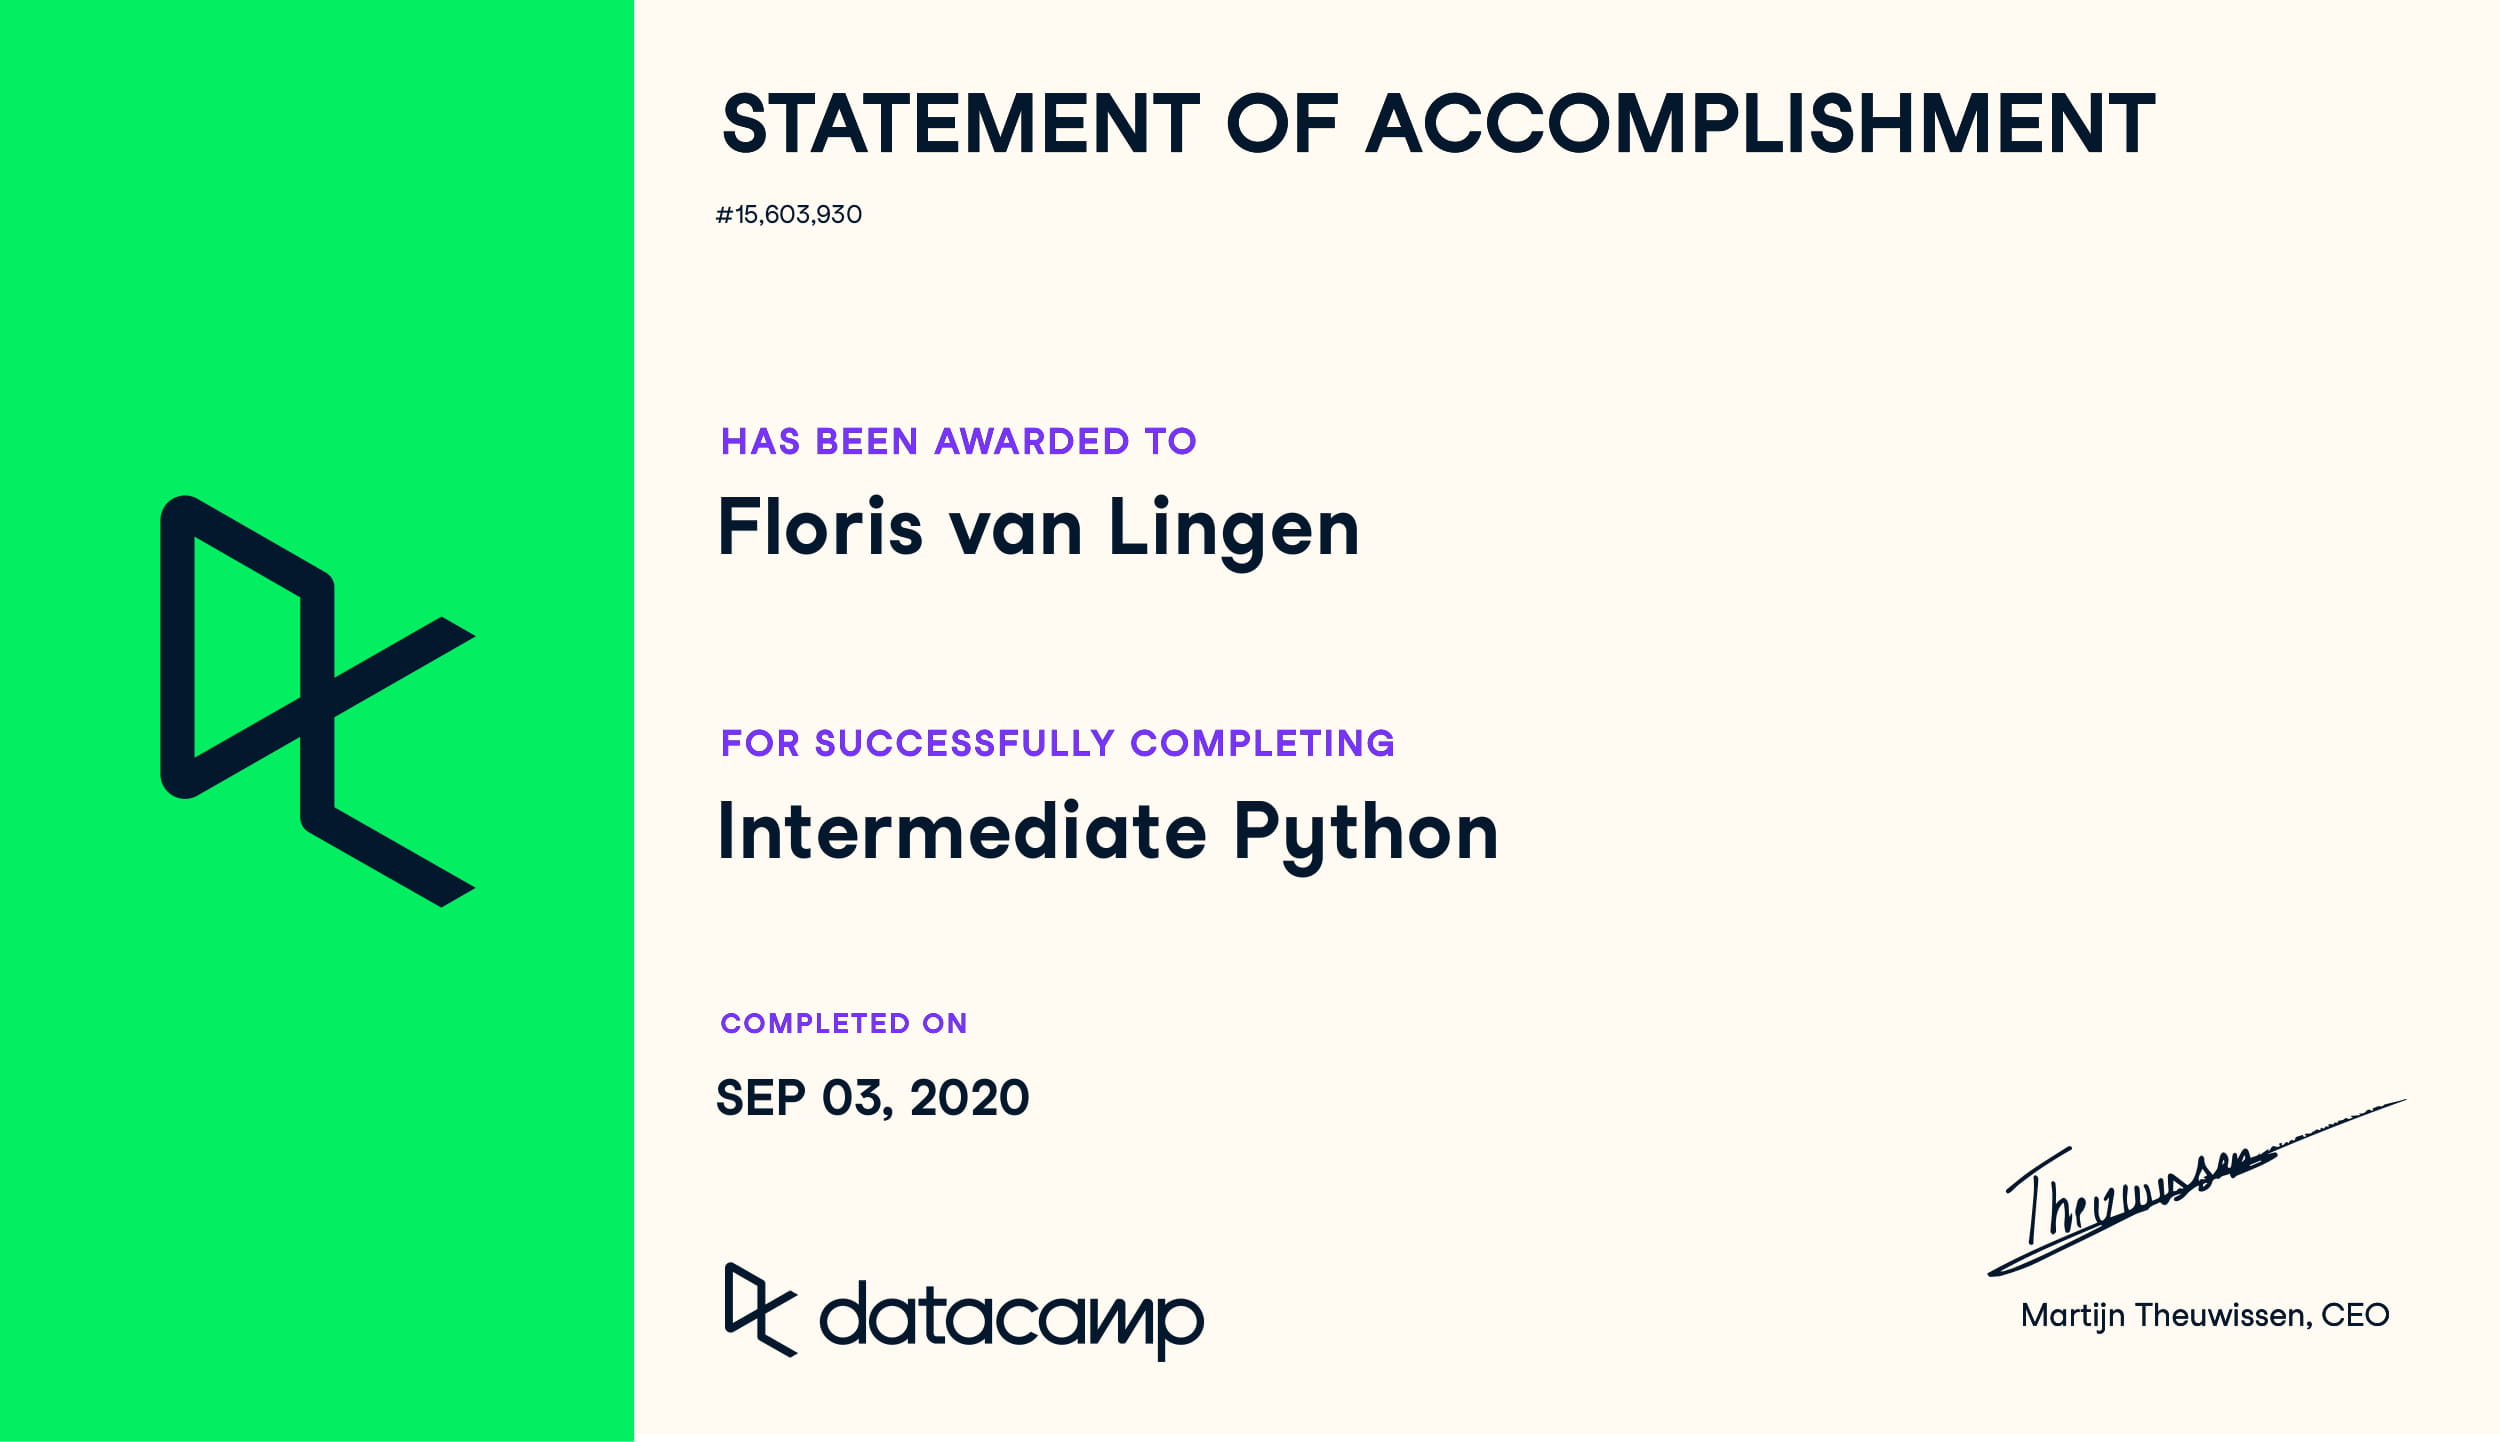 STATEMENT OF ACCOMPLISHMENT
#15,603,930
HAS BEEN AWARDED TO
Floris van Lingen
FOR SUCCESSFULLY COMPLETING
Intermediate Python
COMPLETED ON
SEP 03, 2020
Theuwissen
datacamp
Martijn Theuwissen, CEO